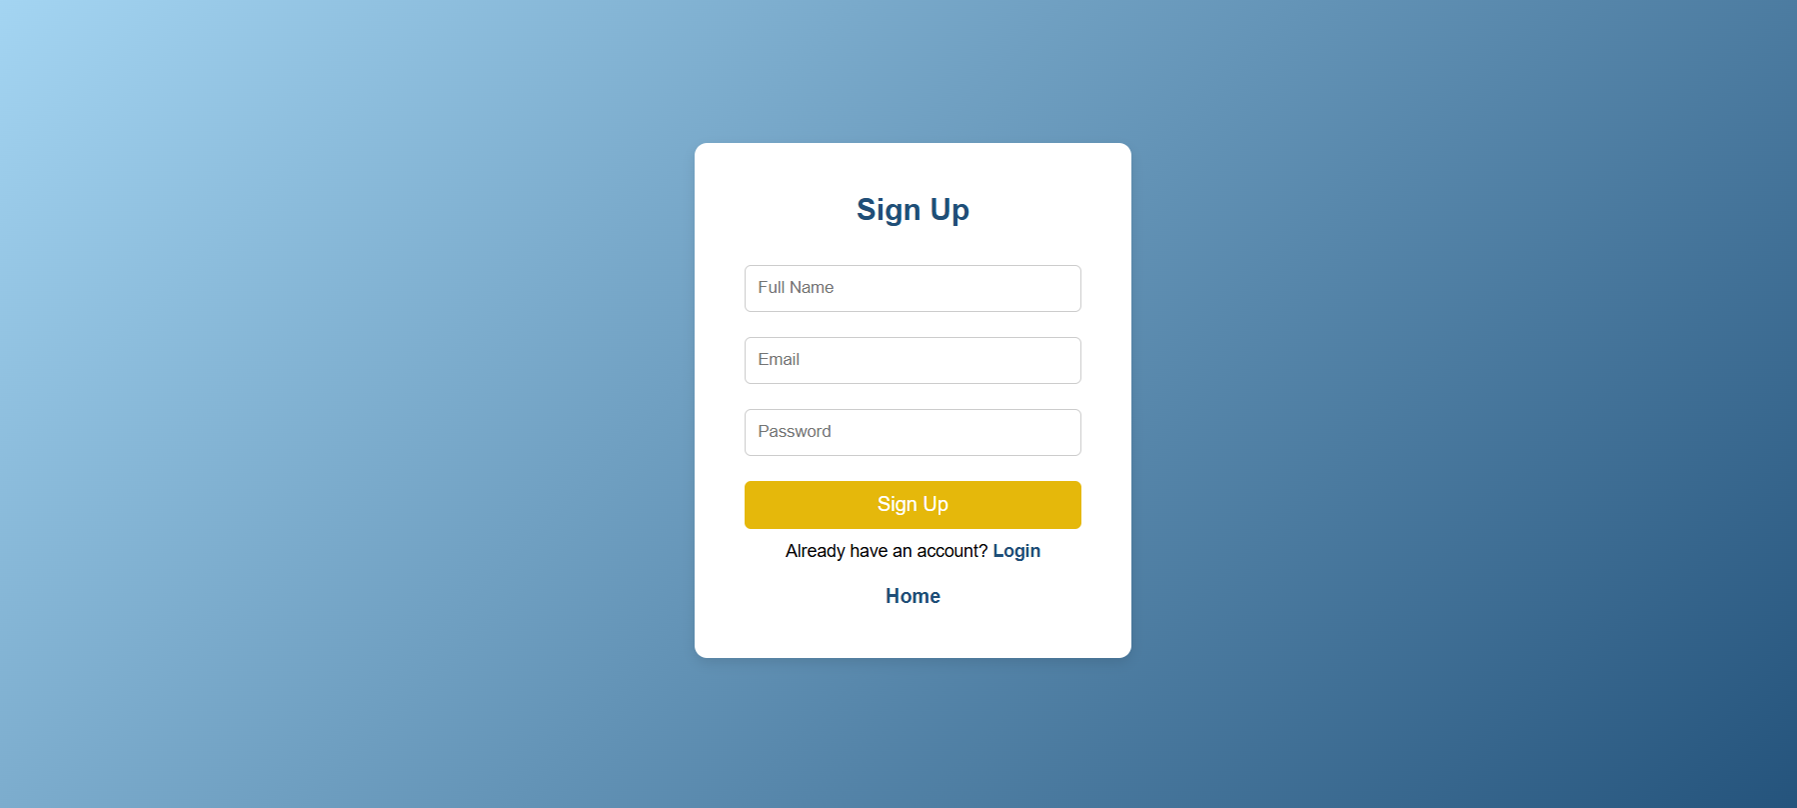 Sign Up
Full Name
Email
Password
Sign Up
Already have an account? Login
Home